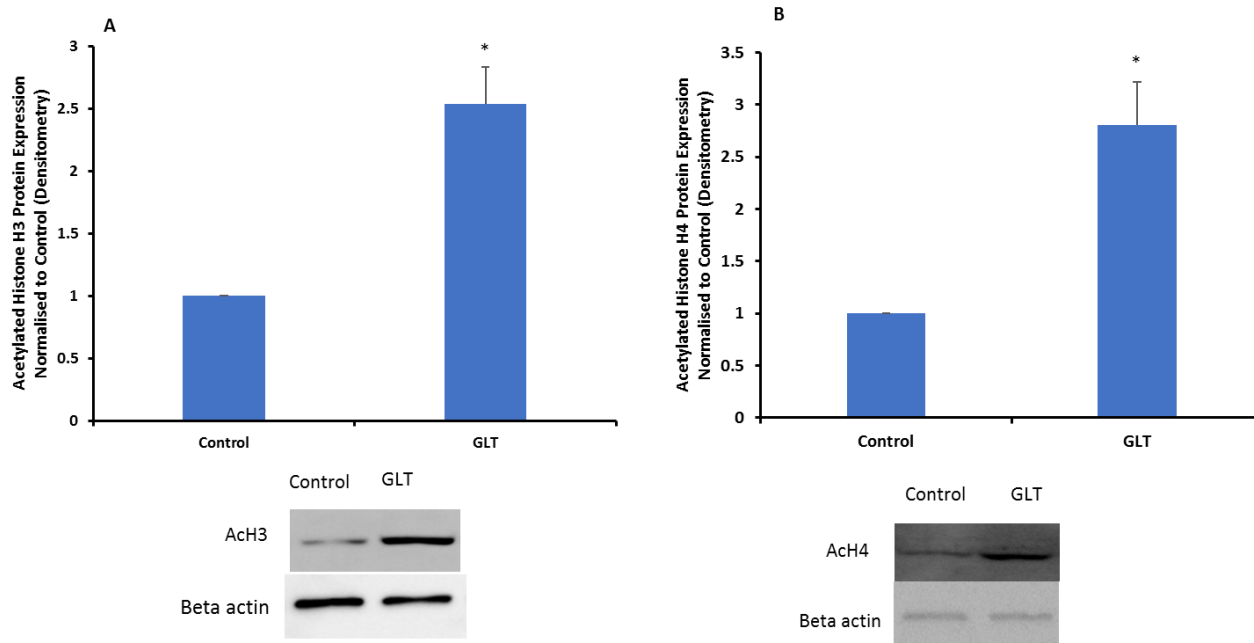 A
Acetylated Histone H3 Protein Expression
Normalised to Control (Densitometry)
3
2.5
2
1.5
1
0.5
0
*
Control
GLT
Control
GLT
AcH3
Beta actin
B
Acetylated Histone H4 Protein Expression
Normalised to Control (Densitometry)
3.5
3
2.5
2
1.5
1
0.5
0
*
Control
GLT
Control
GLT
AcH4
Beta actin